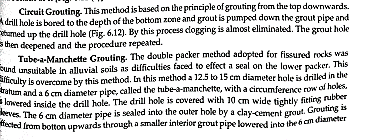 Circuit Grouting. This method is based on the principle of grouting from the top downwards.
A drill hole is bored to the depth of the bottom zone and grout is pumped down the grout pipe and
returned up the drill hole (Fig. 6.12). By this process clogging is almost eliminated. The grout hole
is then deepened and the procedure repeated.
Tube-a-Manchette Grouting. The double packer method adopted for fissured rocks was
found unsuitable in alluvial soils as difficulties faced to effect a seal on the lower packer. This
difficulty is overcome by this method. In this method a 12.5 to 15 cm diameter hole is drilled in the
stratum and a 6 cm diameter pipe, called the tube-a-manchette, with a circumference row of holes,
is lowered inside the drill hole. The drill hole is covered with 10 cm wide tightly fitting rubber
sleeves. The 6 cm diameter pipe is sealed into the outer hole by a clay-cement grout. Grouting is
effected from botton upwards through a smaller interior grout pipe lowered into the 6 cm diameter